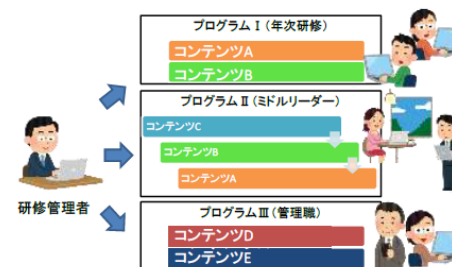 プログラムⅠ(年次研修)
コンテンツA
コンテンツB
プログラムⅡ(ミドルリーダー)
コンテンツC
コンテンツB
コンテンツA
研修管理者
プログラムⅢ(管理職)
コンテンツD
コンテンツE